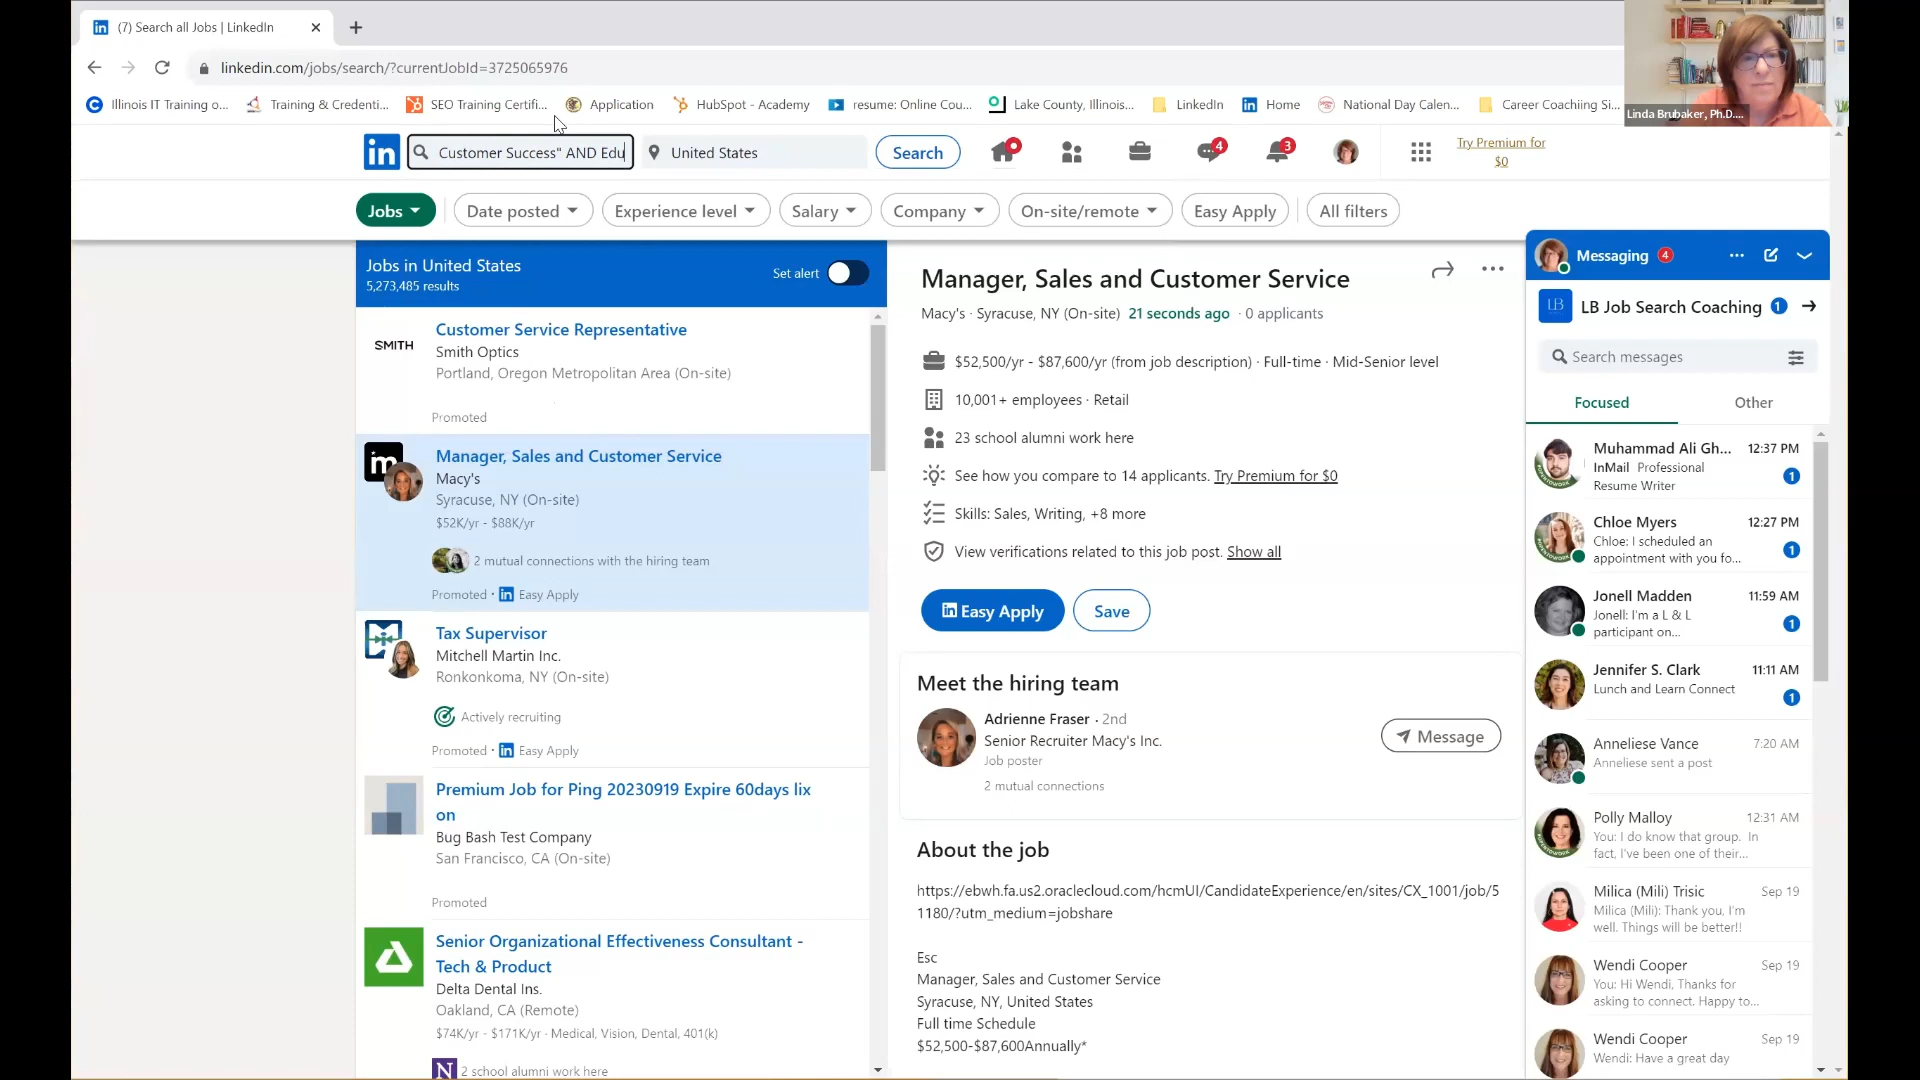 (7) Search all Jobs | LinkedIn
linkedin.com/jobs/search/?currentJobId=3725065976
Illinois IT Training o...
Training & Credenti...
SEO Training Certifi...
Application
HubSpot - Academy
resume: Online Cou...
Lake County, Illinois...
LinkedIn
Home
National Day Calen...
Career Coachiing Si...
Linda Brubaker, Ph.D....
in
Customer Success" AND Edu
United States
Search
4
3
Try Premium for
$0
Jobs
Date posted
Experience level
Salary
Company
On-site/remote
Easy Apply
All filters
Jobs in United States
5,273,485 results
Set alert
SMITH
Customer Service Representative
Smith Optics
Portland, Oregon Metropolitan Area (On-site)
Promoted
m
Manager, Sales and Customer Service
Macy's
Syracuse, NY (On-site)
$52K/yr - $88K/yr
2 mutual connections with the hiring team
Promoted · Easy Apply
Tax Supervisor
Mitchell Martin Inc.
Ronkonkoma, NY (On-site)
Actively recruiting
Promoted · Easy Apply
Premium Job for Ping 20230919 Expire 60days lix
on
Bug Bash Test Company
San Francisco, CA (On-site)
Promoted
Senior Organizational Effectiveness Consultant -
Tech & Product
Delta Dental Ins.
Oakland, CA (Remote)
$74K/yr - $171K/yr · Medical, Vision, Dental, 401(k)
N 2 school alumni work here
Manager, Sales and Customer Service
Macy's · Syracuse, NY (On-site) 21 seconds ago · 0 applicants
$52,500/yr - $87,600/yr (from job description) · Full-time · Mid-Senior level
10,001+ employees · Retail
23 school alumni work here
See how you compare to 14 applicants. Try Premium for $0
Skills: Sales, Writing, +8 more
View verifications related to this job post. Show all
in Easy Apply
Save
Meet the hiring team
Adrienne Fraser · 2nd
Senior Recruiter Macy's Inc.
Job poster
2 mutual connections
Message
About the job
https://ebwh.fa.us2.oraclecloud.com/hcmUI/CandidateExperience/en/sites/CX_1001/job/5
1180/?utm_medium=jobshare
Esc
Manager, Sales and Customer Service
Syracuse, NY, United States
Full time Schedule
$52,500-$87,600Annually*
Messaging 4
LB
LB Job Search Coaching 1
Search messages
Focused
Other
Muhammad Ali Gh... 12:37 PM
InMail Professional
Resume Writer
1
Chloe Myers 12:27 PM
Chloe: I scheduled an
appointment with you fo...
1
Jonell Madden 11:59 AM
Jonell: I'm a L & L
participant on...
1
Jennifer S. Clark 11:11 AM
Lunch and Learn Connect
1
Anneliese Vance 7:20 AM
Anneliese sent a post
Polly Malloy 12:31 AM
You: I do know that group. In
fact, I've been one of their...
Milica (Mili) Trisic Sep 19
Milica (Mili): Thank you, I'm
well. Things will be better!!
Wendi Cooper Sep 19
You: Hi Wendi, Thanks for
asking to connect. Happy to...
Wendi Cooper Sep 19
Wendi: Have a great day